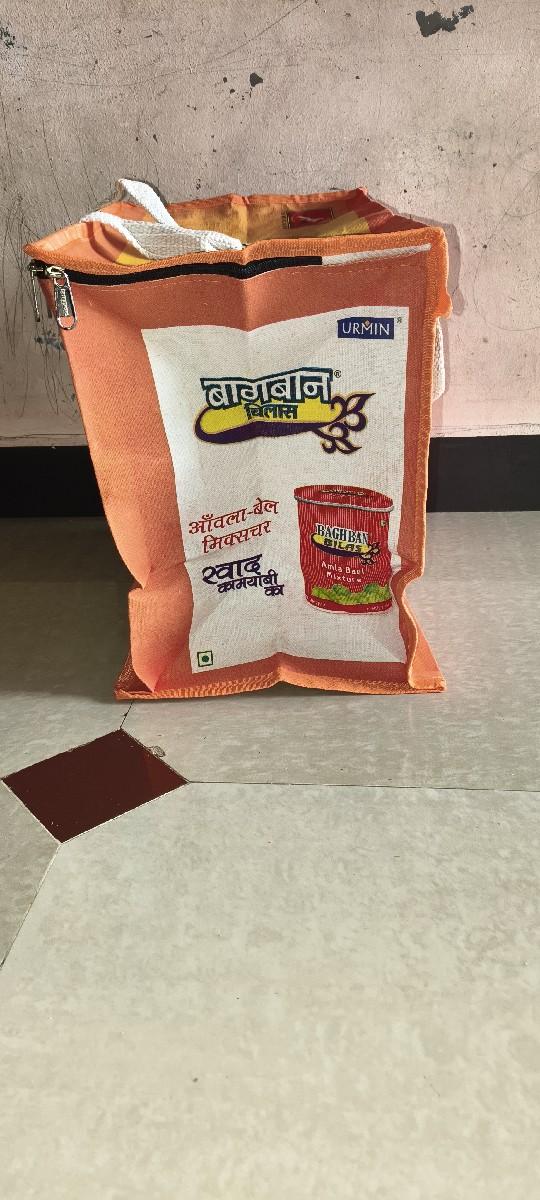 URMIN
बागबान®
विलास
आँवला-बेल
मिक्सचर
स्वाद
कामयाबी
का
BAGHBAN
BILAS
Amla Bael
Mixture